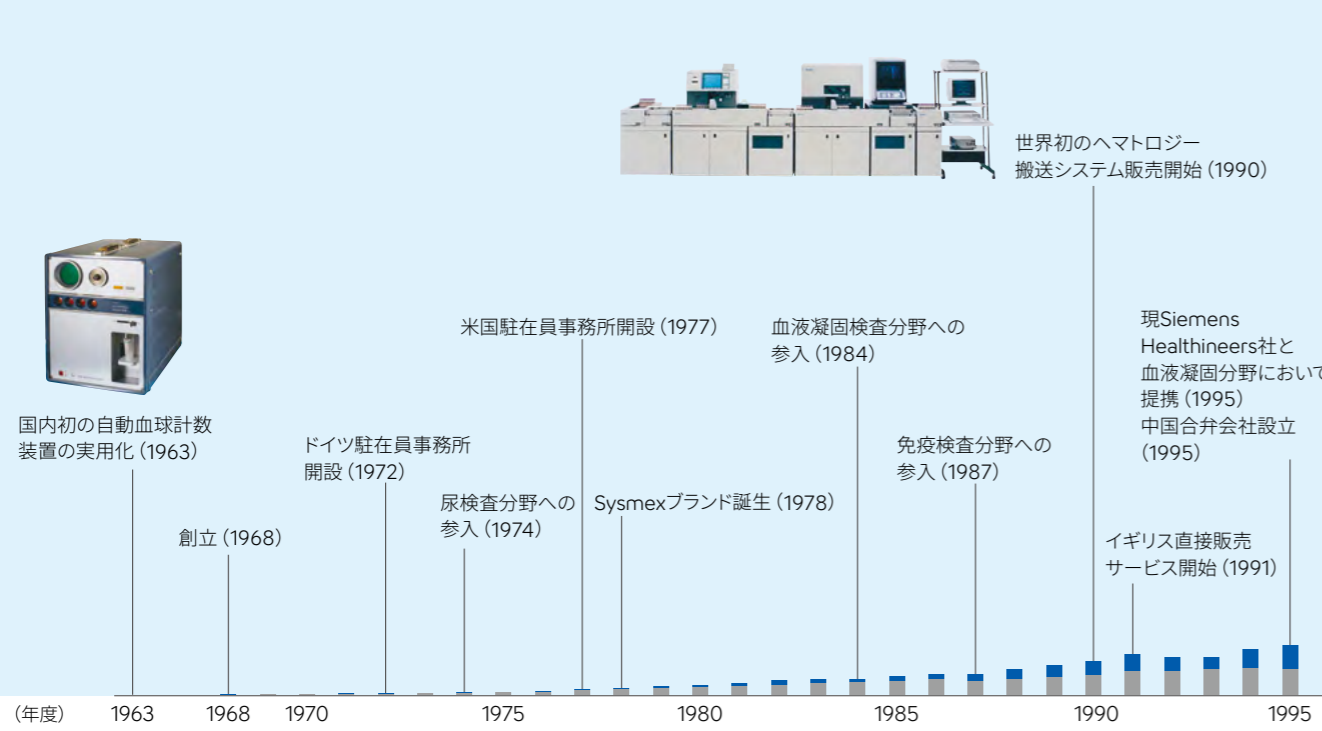 世界初のヘマトロジー
搬送システム販売開始（1990）
国内初の自動血球計数
装置の実用化（1963）
創立（1968）
ドイツ駐在員事務所
開設（1972）
尿検査分野への
参入（1974）
米国駐在員事務所開設（1977）
Sysmexブランド誕生（1978）
血液凝固検査分野への
参入（1984）
免疫検査分野への
参入（1987）
イギリス直接販売
サービス開始（1991）
現Siemens
Healthineers社と
血液凝固分野において
提携（1995）
中国合弁会社設立
（1995）
（年度） 1963 1968 1970 1975 1980 1985 1990 1995